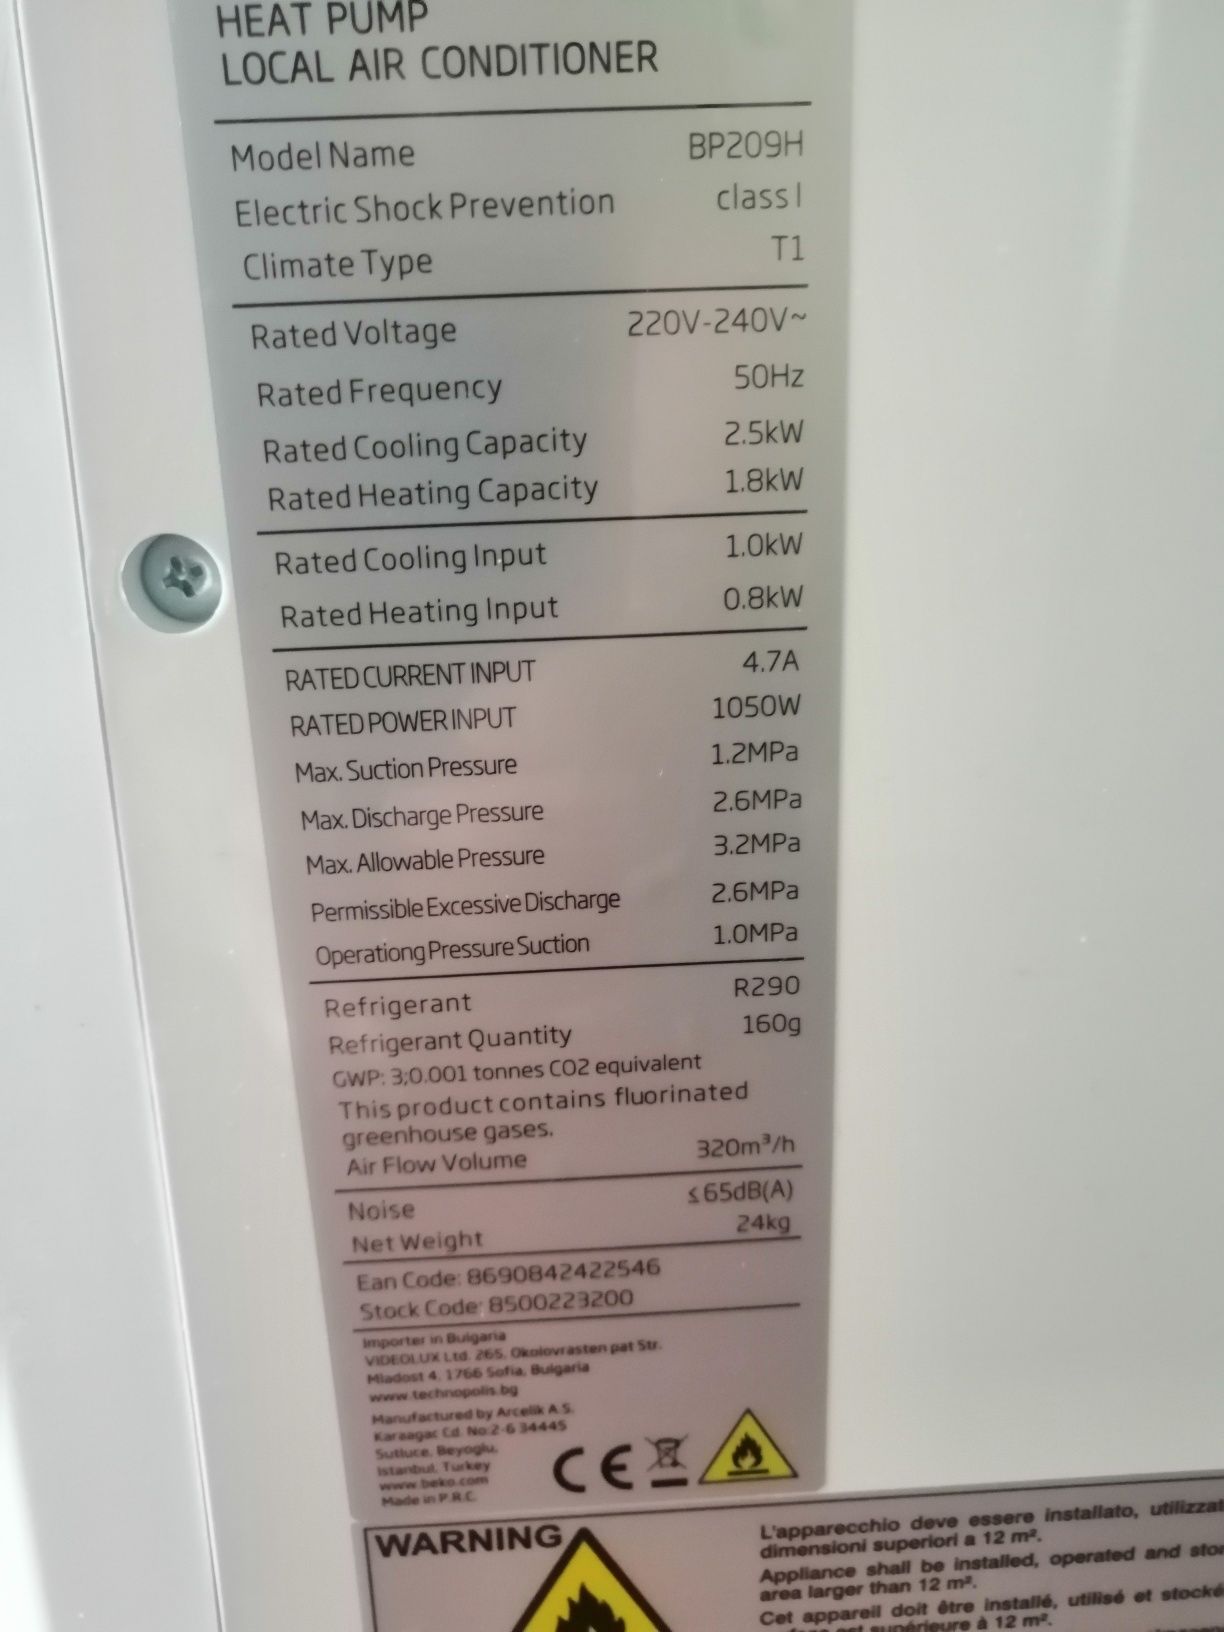 HEAT PUMP
LOCAL AIR CONDITIONER
Model Name BP209H
Electric Shock Prevention class I
Climate Type T1
Rated Voltage 220V-240V~
Rated Frequency 50Hz
Rated Cooling Capacity 2.5kW
Rated Heating Capacity 1.8kW
Rated Cooling Input 1.0kW
Rated Heating Input 0.8kW
RATED CURRENT INPUT 4.7A
RATED POWER INPUT 1050W
Max. Suction Pressure 1.2MPa
Max. Discharge Pressure 2.6MPa
Max. Allowable Pressure 3.2MPa
Permissible Excessive Discharge 2.6MPa
Operationg Pressure Suction 1.0MPa
Refrigerant R290
Refrigerant Quantity 160g
GWP: 3;0.001 tonnes CO2 equivalent
This product contains fluorinated
greenhouse gases.
Air Flow Volume 320m³/h
Noise ≤65dB(A)
Net Weight 24kg
Ean Code: 8690842422546
Stock Code: 8500223200
Importer in Bulgaria
VIDEOLUX Ltd. 265, Okolovrasten pat Str.
Mladost 4, 1766 Sofia, Bulgaria
www.technopolis.bg
Manufactured by Arcelik A.S.
Karaagac Cd. No:2-6 34445
Sutluce, Beyoglu,
Istanbul, Turkey
www.beko.com
Made in P.R.C.
CE
WARNING
L'apparecchio deve essere installato,
dimensioni superiori a 12 m².
Appliance shall be installed, operated and
area larger than 12 m².
Cet appareil doit être installé, utilisé et
est supérieure à 12 m².